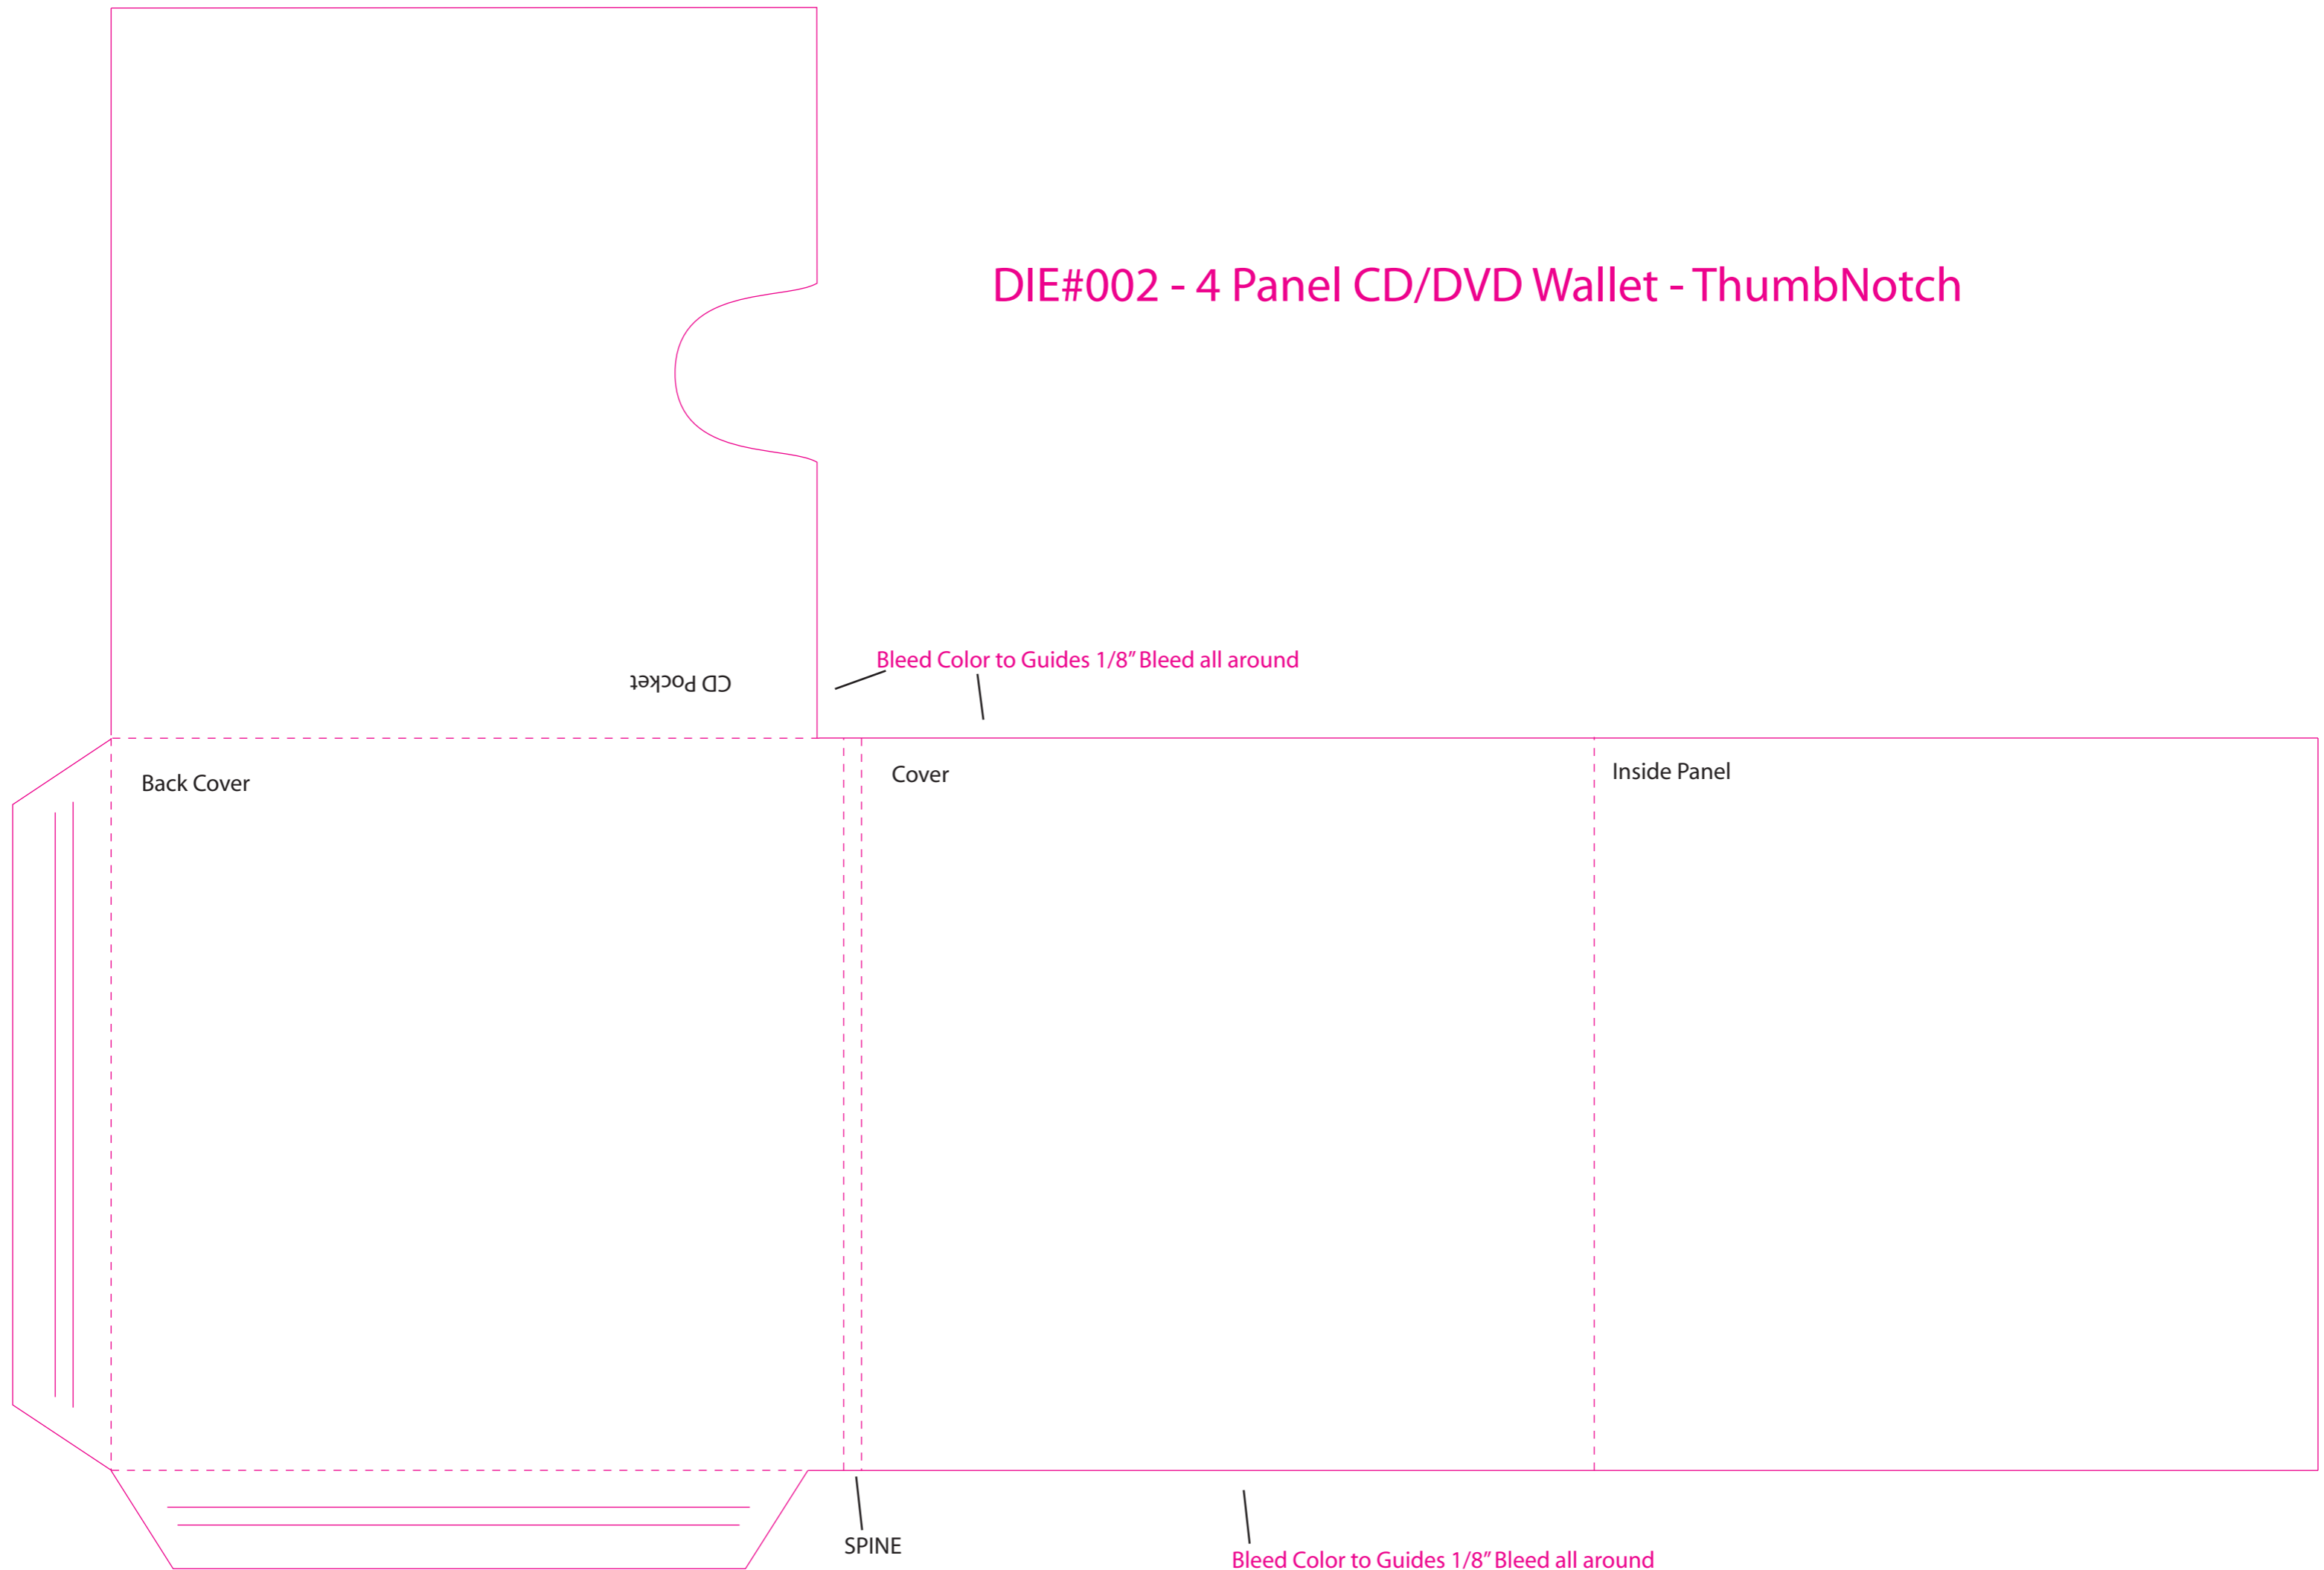 DIE#002 - 4 Panel CD/DVD Wallet - ThumbNotch
Bleed Color to Guides 1/8” Bleed all around
CD Pocket
Back Cover
Cover
Inside Panel
SPINE
Bleed Color to Guides 1/8” Bleed all around